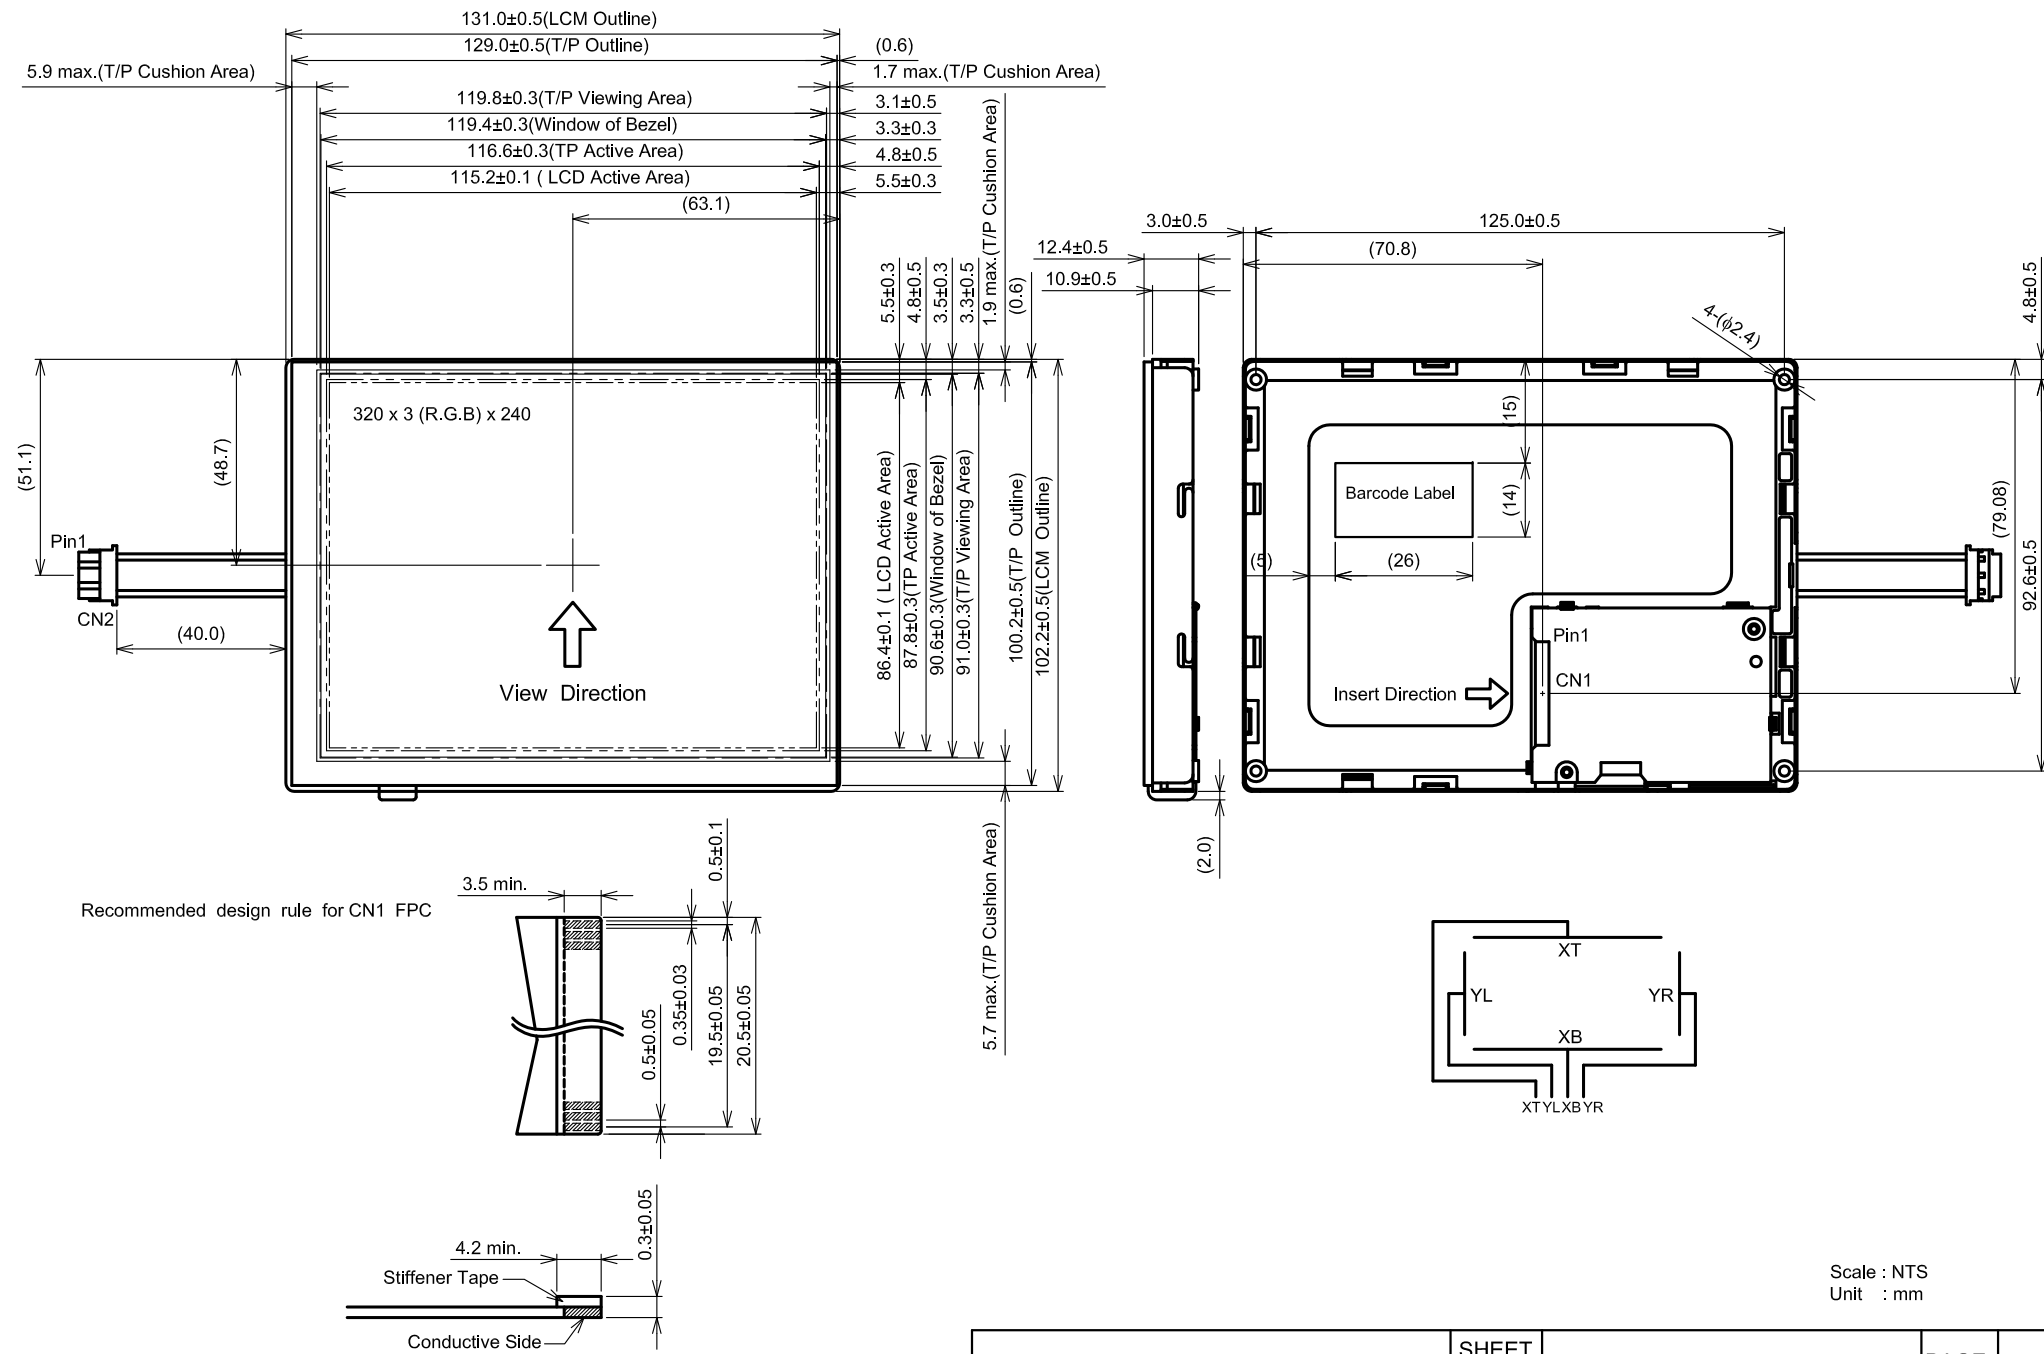 131.0±0.5(LCM Outline)
129.0±0.5(T/P Outline)
(0.6)
5.9 max.(T/P Cushion Area)
1.7 max.(T/P Cushion Area)
119.8±0.3(T/P Viewing Area)
3.1±0.5
119.4±0.3(Window of Bezel)
3.3±0.3
116.6±0.3(TP Active Area)
4.8±0.5
115.2±0.1 ( LCD Active Area)
5.5±0.3
(63.1)
5.5±0.3
4.8±0.5
3.5±0.3
3.3±0.5
1.9 max.(T/P Cushion Area)
(0.6)
(51.1)
(48.7)
320 x 3 (R.G.B) x 240
86.4±0.1 ( LCD Active Area)
87.8±0.3(TP Active Area)
90.6±0.3(Window of Bezel)
91.0±0.3(T/P Viewing Area)
100.2±0.5(T/P Outline)
102.2±0.5(LCM Outline)
Pin1
CN2
(40.0)
View Direction
5.7 max.(T/P Cushion Area)
12.4±0.5
10.9±0.5
(2.0)
3.0±0.5
125.0±0.5
(70.8)
4-(ϕ2.4)
4.8±0.5
(15)
Barcode Label
(14)
(5)
(26)
(79.08)
92.6±0.5
Pin1
CN1
Insert Direction
Recommended design rule for CN1 FPC
3.5 min.
0.5±0.1
0.5±0.05
0.35±0.03
19.5±0.05
20.5±0.05
XT
YL
YR
XB
XT YL XB YR
4.2 min.
0.3±0.05
Stiffener Tape
Conductive Side
Scale : NTS
Unit : mm
SHEET